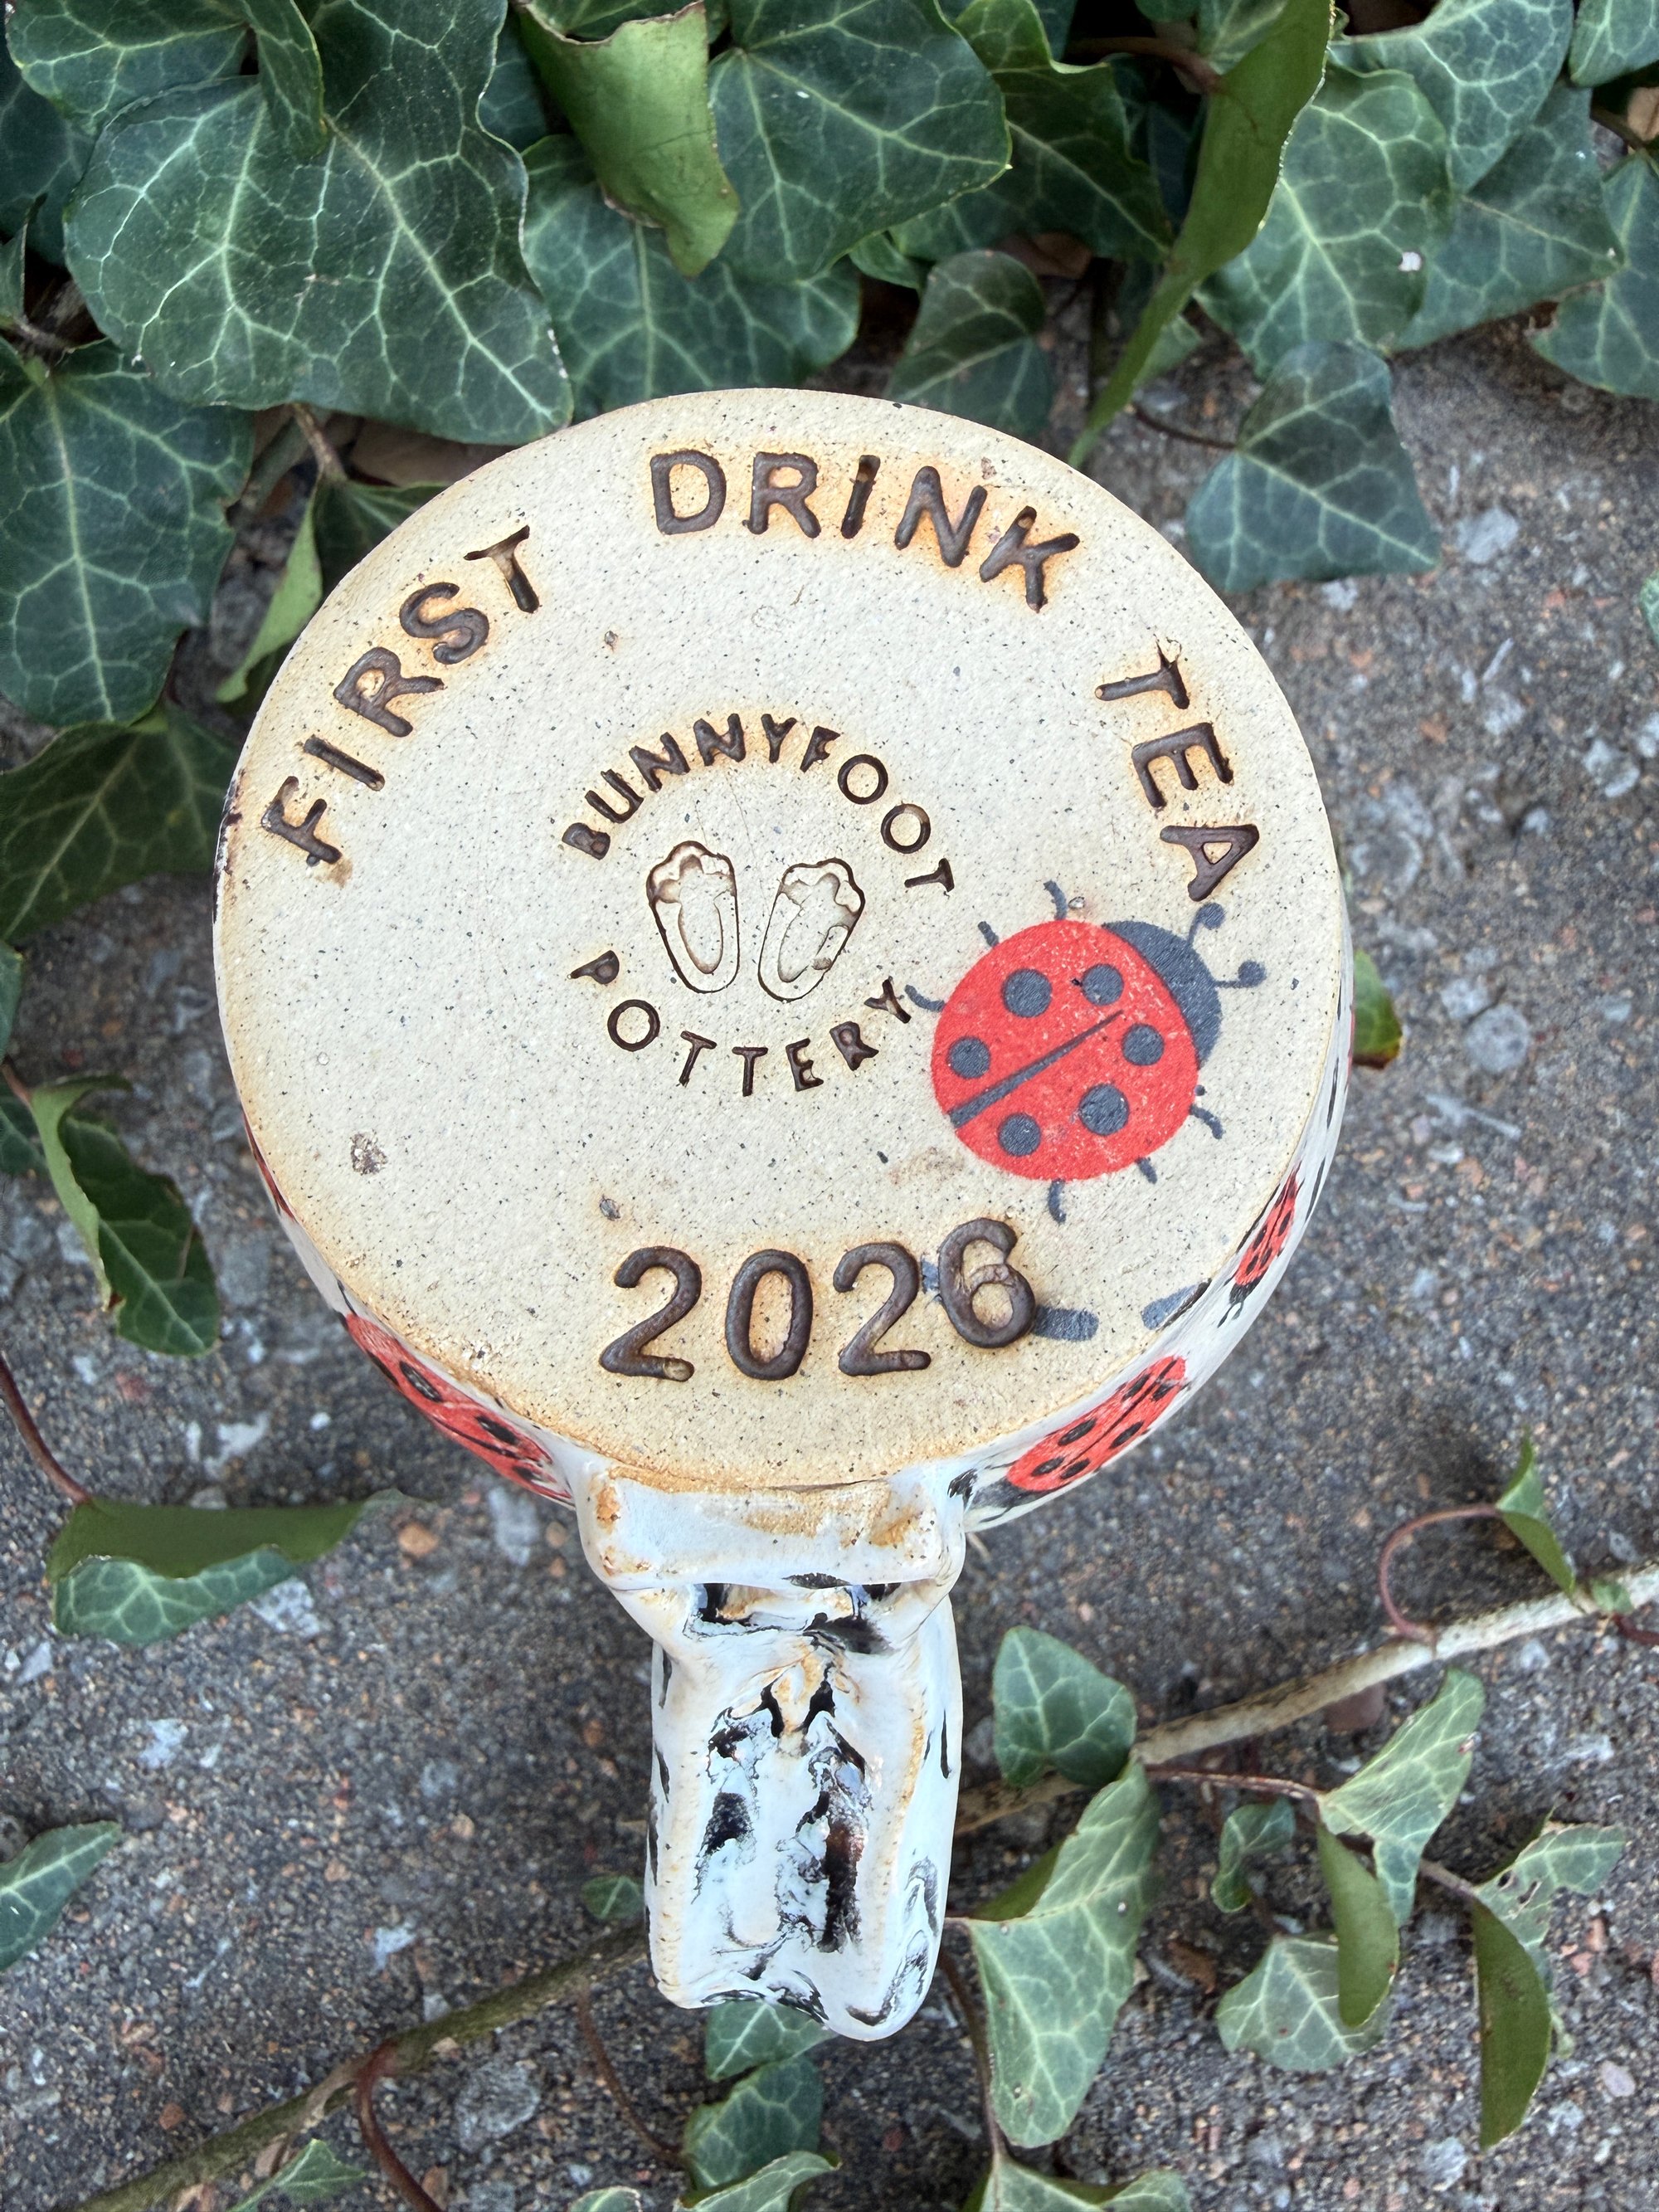 FIRST DRINK TEA
BUNNYFOOT
POTTERY
2026